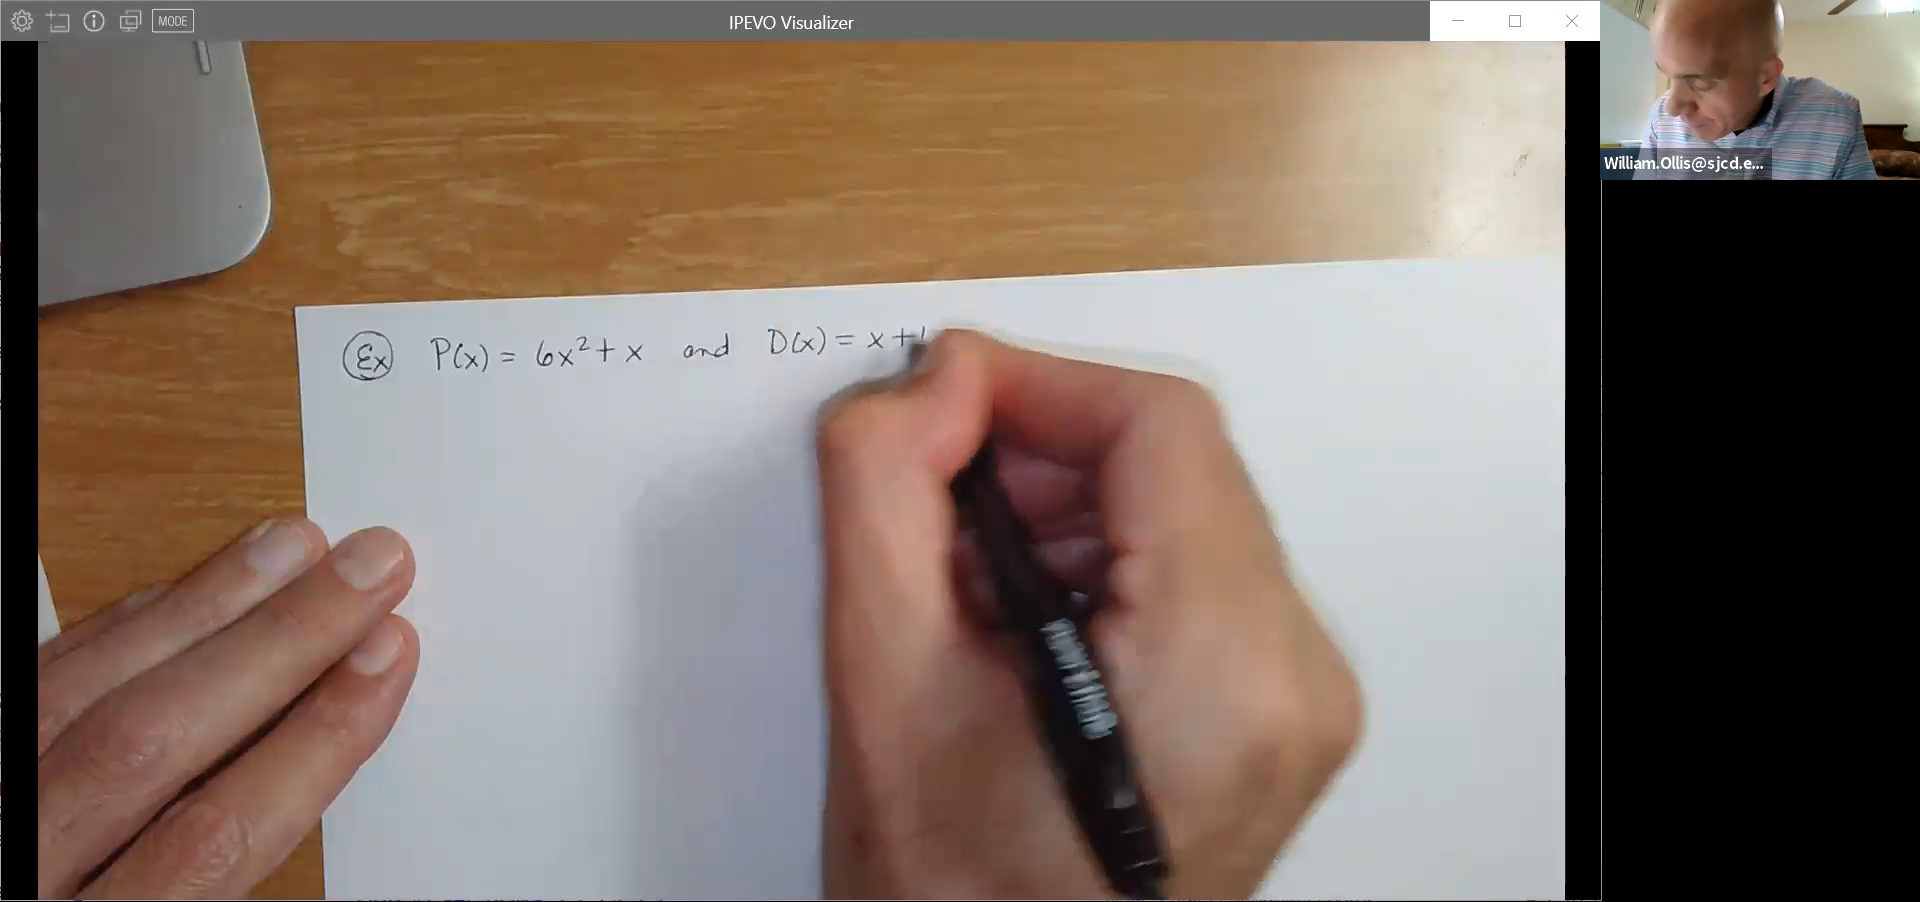 MODE
IPEVO Visualizer
William.Ollis@sjcd.e...
Ex P(x) = 6x² + x and D(x) = x +